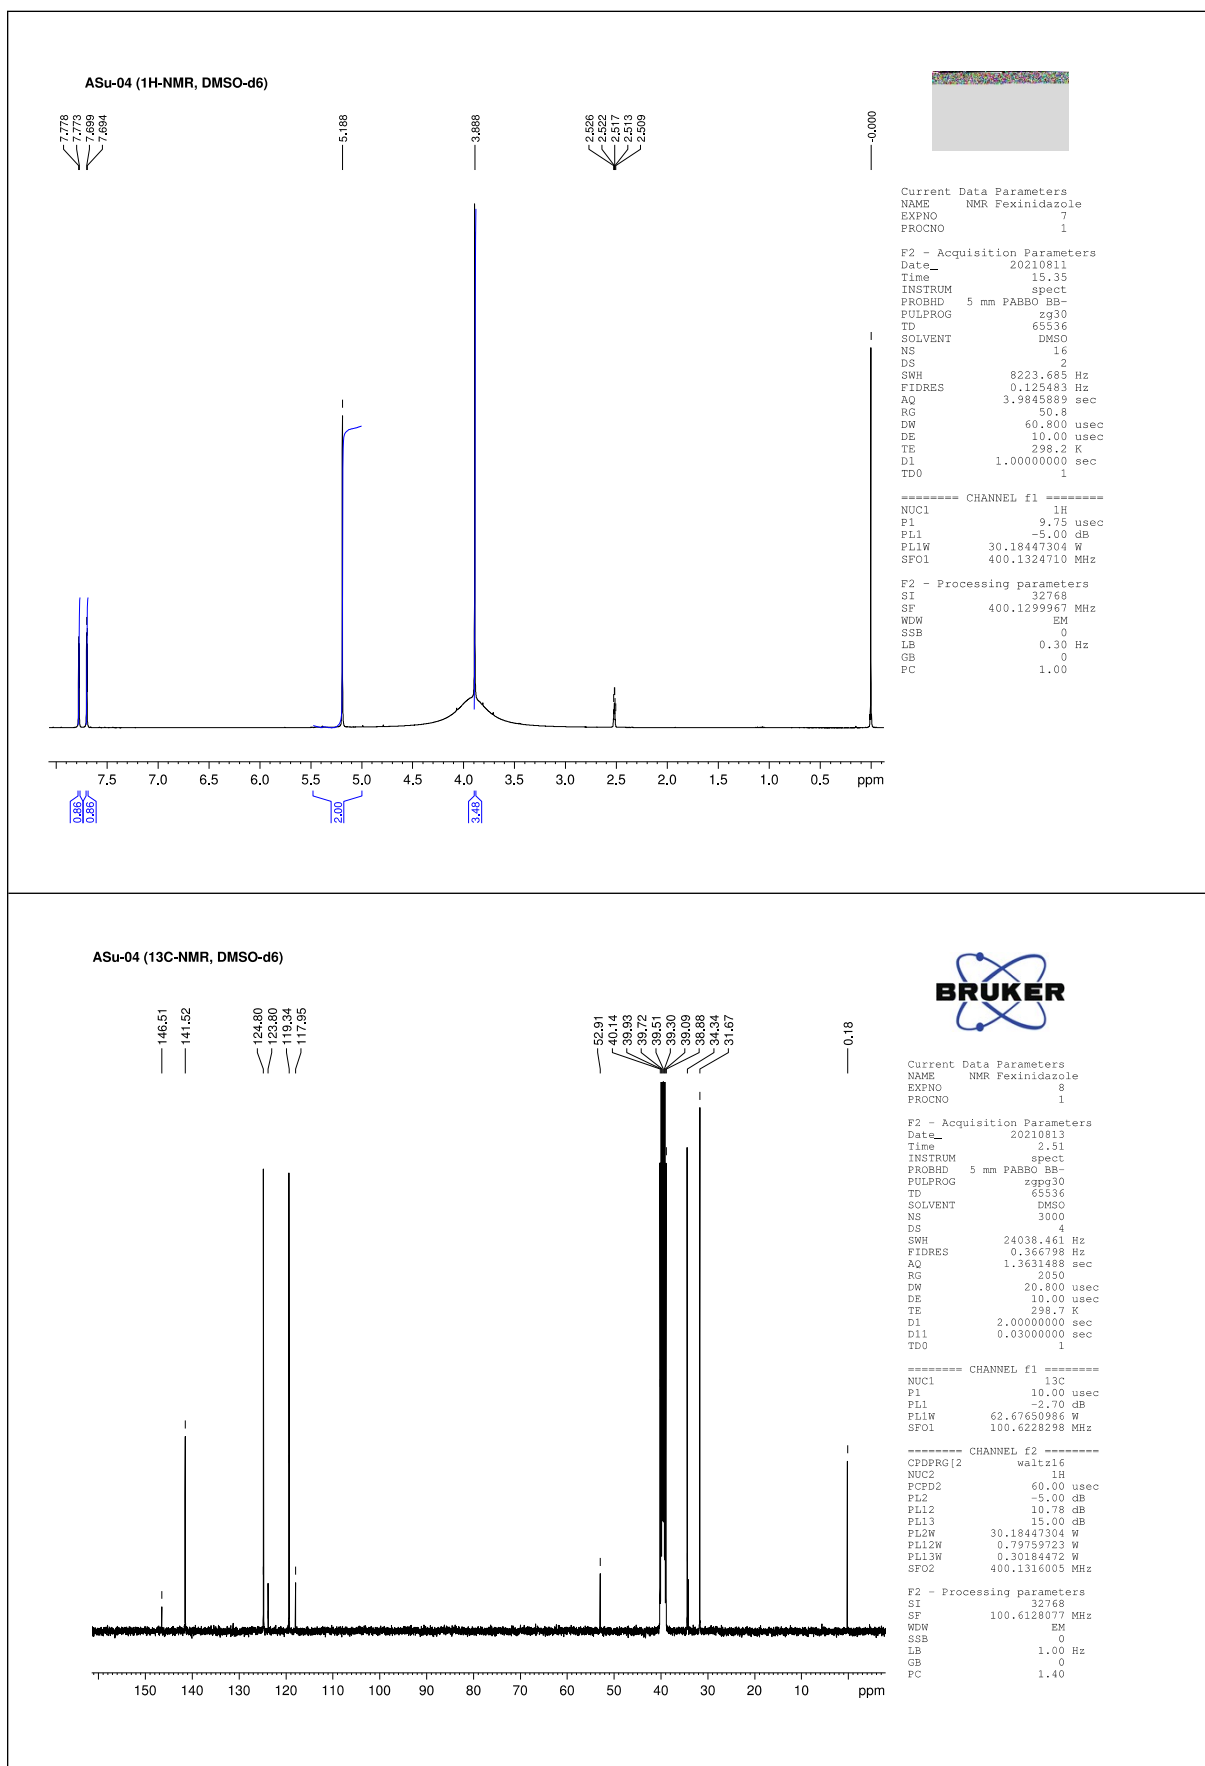 ASu-04 (1H-NMR, DMSO-d6)
7.778
7.773
7.699
7.694
5.188
3.888
2.526
2.522
2.517
2.513
2.509
-0.000
Current Data Parameters
NAME NMR Fexinidazole
EXPNO 7
PROCNO 1
F2 - Acquisition Parameters
Date_ 20210811
Time 15.35
INSTRUM spect
PROBHD 5 mm PABBO BB-
PULPROG zg30
TD 65536
SOLVENT DMSO
NS 16
DS 2
SWH 8223.685 Hz
FIDRES 0.125483 Hz
AQ 3.9845889 sec
RG 50.8
DW 60.800 usec
DE 10.00 usec
TE 298.2 K
D1 1.00000000 sec
TD0 1
======== CHANNEL f1 ========
NUC1 1H
P1 9.75 usec
PL1 -5.00 dB
PL1W 30.18447304 W
SFO1 400.1324710 MHz
F2 - Processing parameters
SI 32768
SF 400.1299967 MHz
WDW EM
SSB 0
LB 0.30 Hz
GB 0
PC 1.00
7.5 7.0 6.5 6.0 5.5 5.0 4.5 4.0 3.5 3.0 2.5 2.0 1.5 1.0 0.5 ppm
0.86
0.86
2.00
3.48
ASu-04 (13C-NMR, DMSO-d6)
146.51
141.52
124.80
123.80
119.34
117.95
52.91
40.14
39.93
39.72
39.51
39.30
39.09
38.88
34.34
31.67
0.18
BRUKER
Current Data Parameters
NAME NMR Fexinidazole
EXPNO 8
PROCNO 1
F2 - Acquisition Parameters
Date_ 20210813
Time 2.51
INSTRUM spect
PROBHD 5 mm PABBO BB-
PULPROG zgpg30
TD 65536
SOLVENT DMSO
NS 3000
DS 4
SWH 24038.461 Hz
FIDRES 0.366798 Hz
AQ 1.3631488 sec
RG 2050
DW 20.800 usec
DE 10.00 usec
TE 298.7 K
D1 2.00000000 sec
D11 0.03000000 sec
TD0 1
======== CHANNEL f1 ========
NUC1 13C
P1 10.00 usec
PL1 -2.70 dB
PL1W 62.67650986 W
SFO1 100.6228298 MHz
======== CHANNEL f2 ========
CPDPRG[2 waltz16
NUC2 1H
PCPD2 60.00 usec
PL2 -5.00 dB
PL12 10.78 dB
PL13 15.00 dB
PL2W 30.18447304 W
PL12W 0.79759723 W
PL13W 0.30184472 W
SFO2 400.1316005 MHz
F2 - Processing parameters
SI 32768
SF 100.6128077 MHz
WDW EM
SSB 0
LB 1.00 Hz
GB 0
PC 1.40
150 140 130 120 110 100 90 80 70 60 50 40 30 20 10 ppm